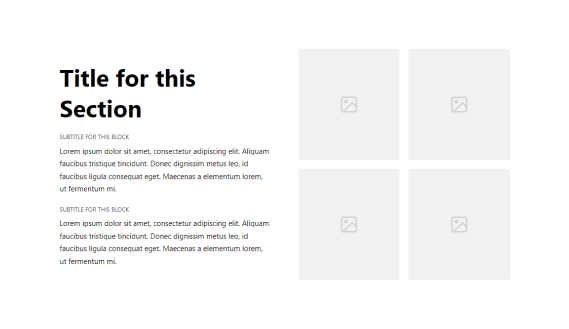 Title for this
Section
SUBTITLE FOR THIS BLOCK
Lorem ipsum dolor sit amet, consectetur adipiscing elit. Aliquam
faucibus tristique tincidunt. Donec dignissim metus leo, id
faucibus ligula consequat eget. Maecenas a elementum lorem,
ut fermentum mi.
SUBTITLE FOR THIS BLOCK
Lorem ipsum dolor sit amet, consectetur adipiscing elit. Aliquam
faucibus tristique tincidunt. Donec dignissim metus leo, id
faucibus ligula consequat eget. Maecenas a elementum lorem,
ut fermentum mi.